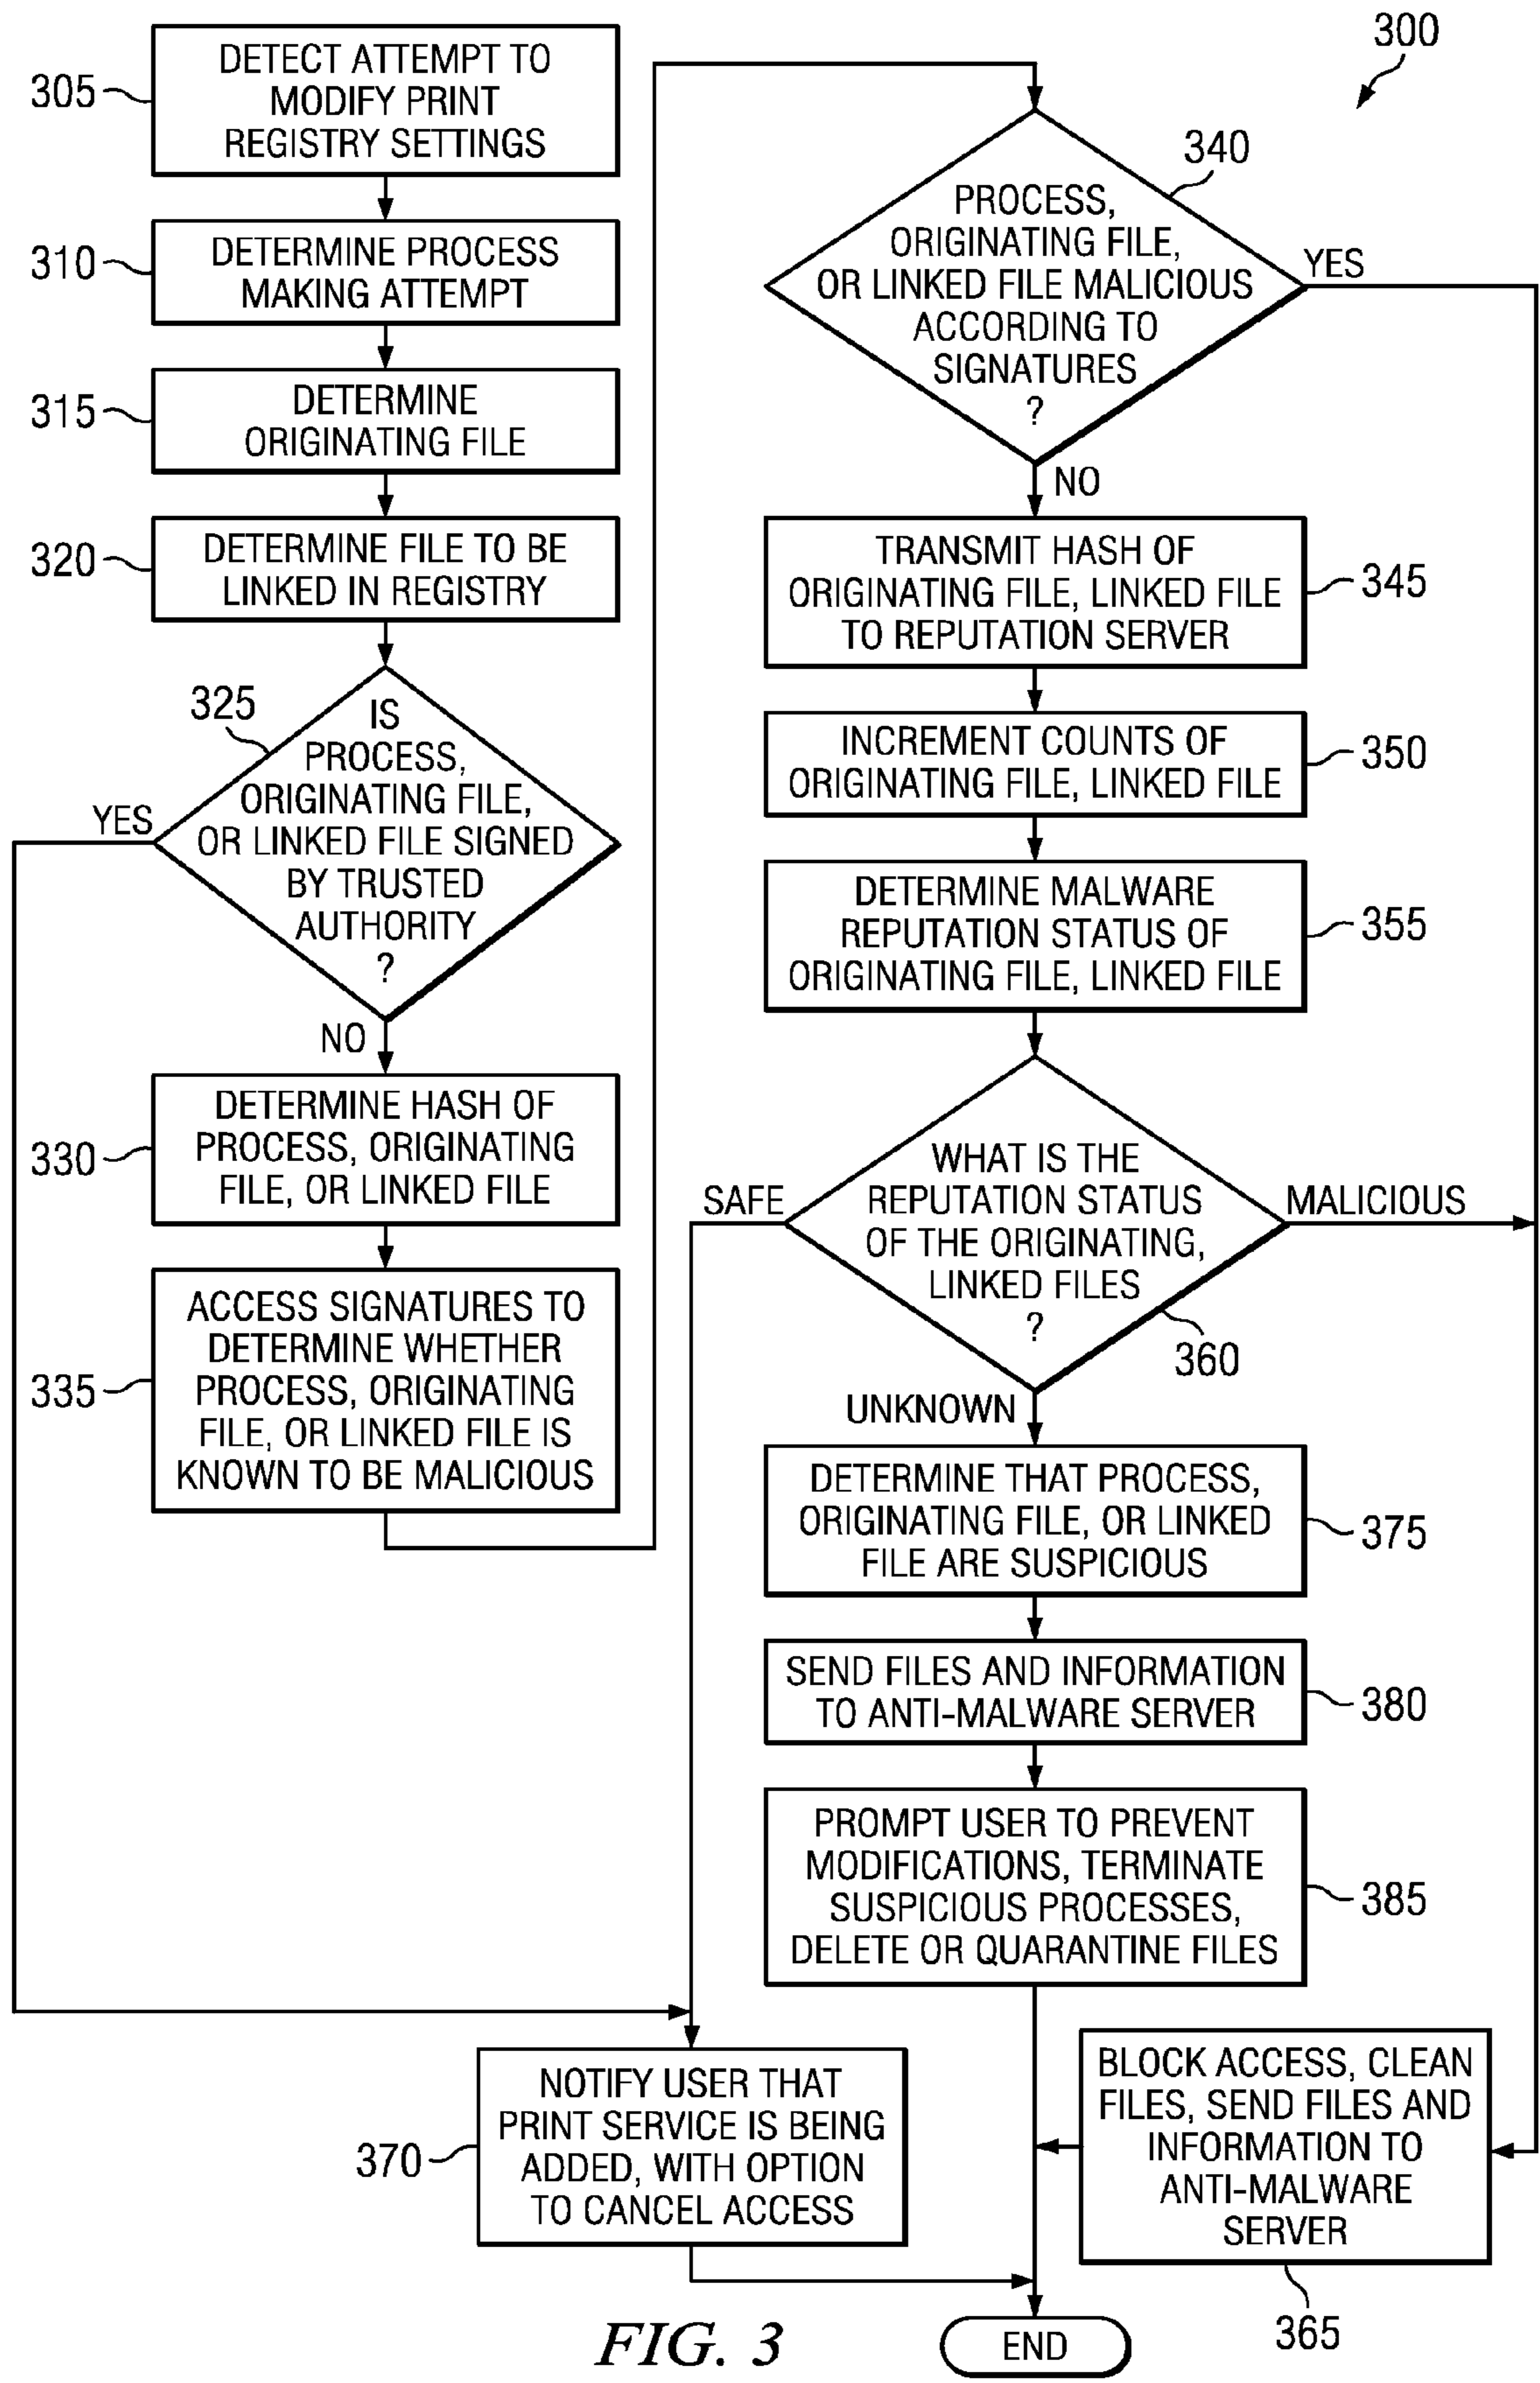 300
305
DETECT ATTEMPT TO
MODIFY PRINT
REGISTRY SETTINGS
310
DETERMINE PROCESS
MAKING ATTEMPT
315
DETERMINE
ORIGINATING FILE
320
DETERMINE FILE TO BE
LINKED IN REGISTRY
325
IS
PROCESS,
ORIGINATING FILE,
OR LINKED FILE SIGNED
BY TRUSTED
AUTHORITY
?
YES
NO
330
DETERMINE HASH OF
PROCESS, ORIGINATING
FILE, OR LINKED FILE
335
ACCESS SIGNATURES TO
DETERMINE WHETHER
PROCESS, ORIGINATING
FILE, OR LINKED FILE IS
KNOWN TO BE MALICIOUS
340
PROCESS,
ORIGINATING FILE,
OR LINKED FILE MALICIOUS
ACCORDING TO
SIGNATURES
?
YES
NO
TRANSMIT HASH OF
ORIGINATING FILE, LINKED FILE
TO REPUTATION SERVER
345
INCREMENT COUNTS OF
ORIGINATING FILE, LINKED FILE
350
DETERMINE MALWARE
REPUTATION STATUS OF
ORIGINATING FILE, LINKED FILE
355
WHAT IS THE
REPUTATION STATUS
OF THE ORIGINATING,
LINKED FILES
?
360
SAFE
MALICIOUS
UNKNOWN
DETERMINE THAT PROCESS,
ORIGINATING FILE, OR LINKED
FILE ARE SUSPICIOUS
375
SEND FILES AND INFORMATION
TO ANTI-MALWARE SERVER
380
PROMPT USER TO PREVENT
MODIFICATIONS, TERMINATE
SUSPICIOUS PROCESSES,
DELETE OR QUARANTINE FILES
385
370
NOTIFY USER THAT
PRINT SERVICE IS BEING
ADDED, WITH OPTION
TO CANCEL ACCESS
BLOCK ACCESS, CLEAN
FILES, SEND FILES AND
INFORMATION TO
ANTI-MALWARE
SERVER
365
END
FIG. 3